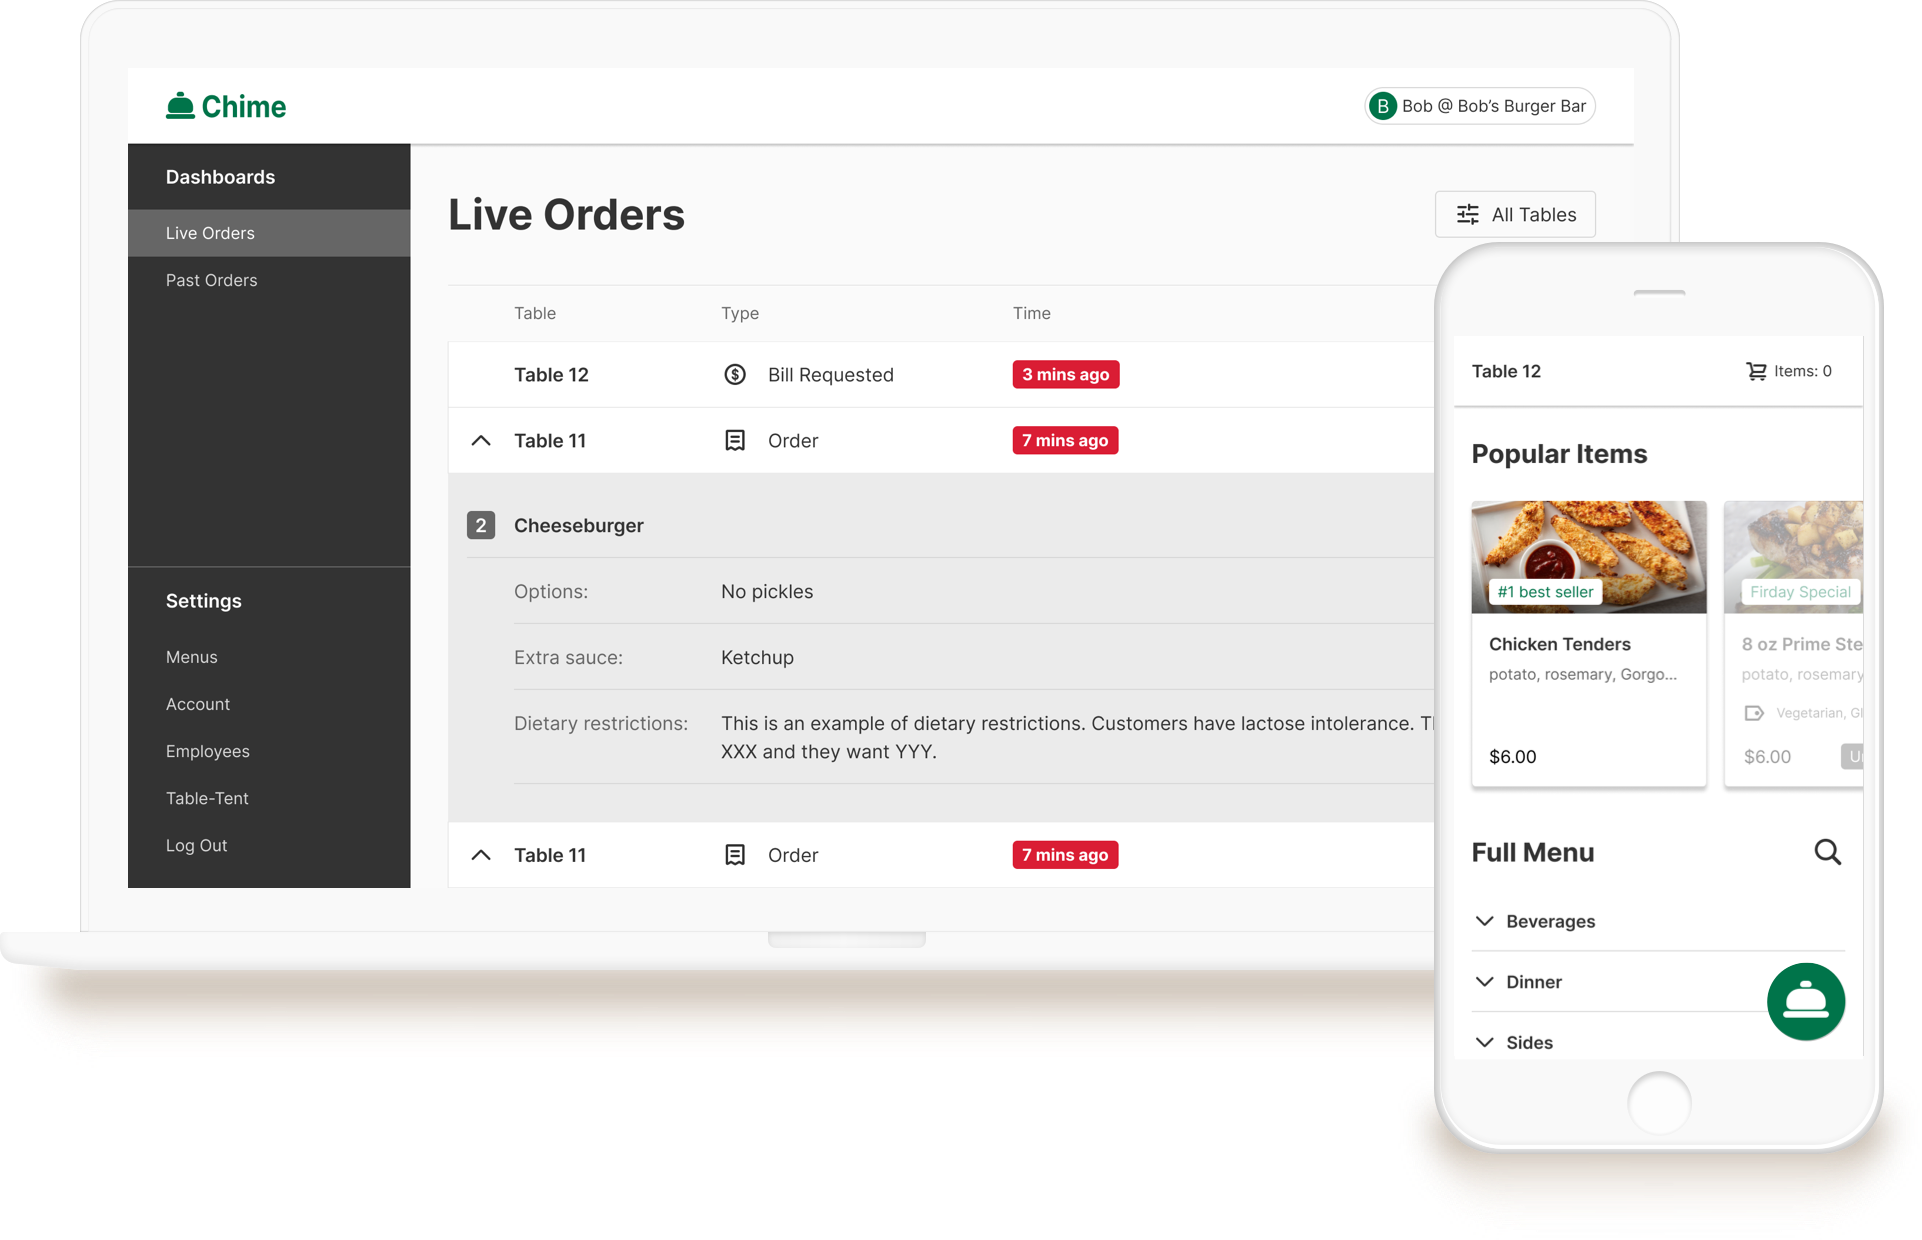 Chime
B Bob @ Bob's Burger Bar
Dashboards
Live Orders
Past Orders
Settings
Menus
Account
Employees
Table-Tent
Log Out
Live Orders
All Tables
Table Type Time
Table 12 Bill Requested 3 mins ago
Table 11 Order 7 mins ago
2 Cheeseburger
Options: No pickles
Extra sauce: Ketchup
Dietary restrictions: This is an example of dietary restrictions. Customers have lactose intolerance.
XXX and they want YYY.
Table 11 Order 7 mins ago
Table 12 Items: 0
Popular Items
#1 best seller
Chicken Tenders
potato, rosemary, Gorgo...
$6.00
Firday Special
8 oz Prime Ste
potato, rosemary
Vegetarian, Gl
$6.00
Full Menu
Beverages
Dinner
Sides